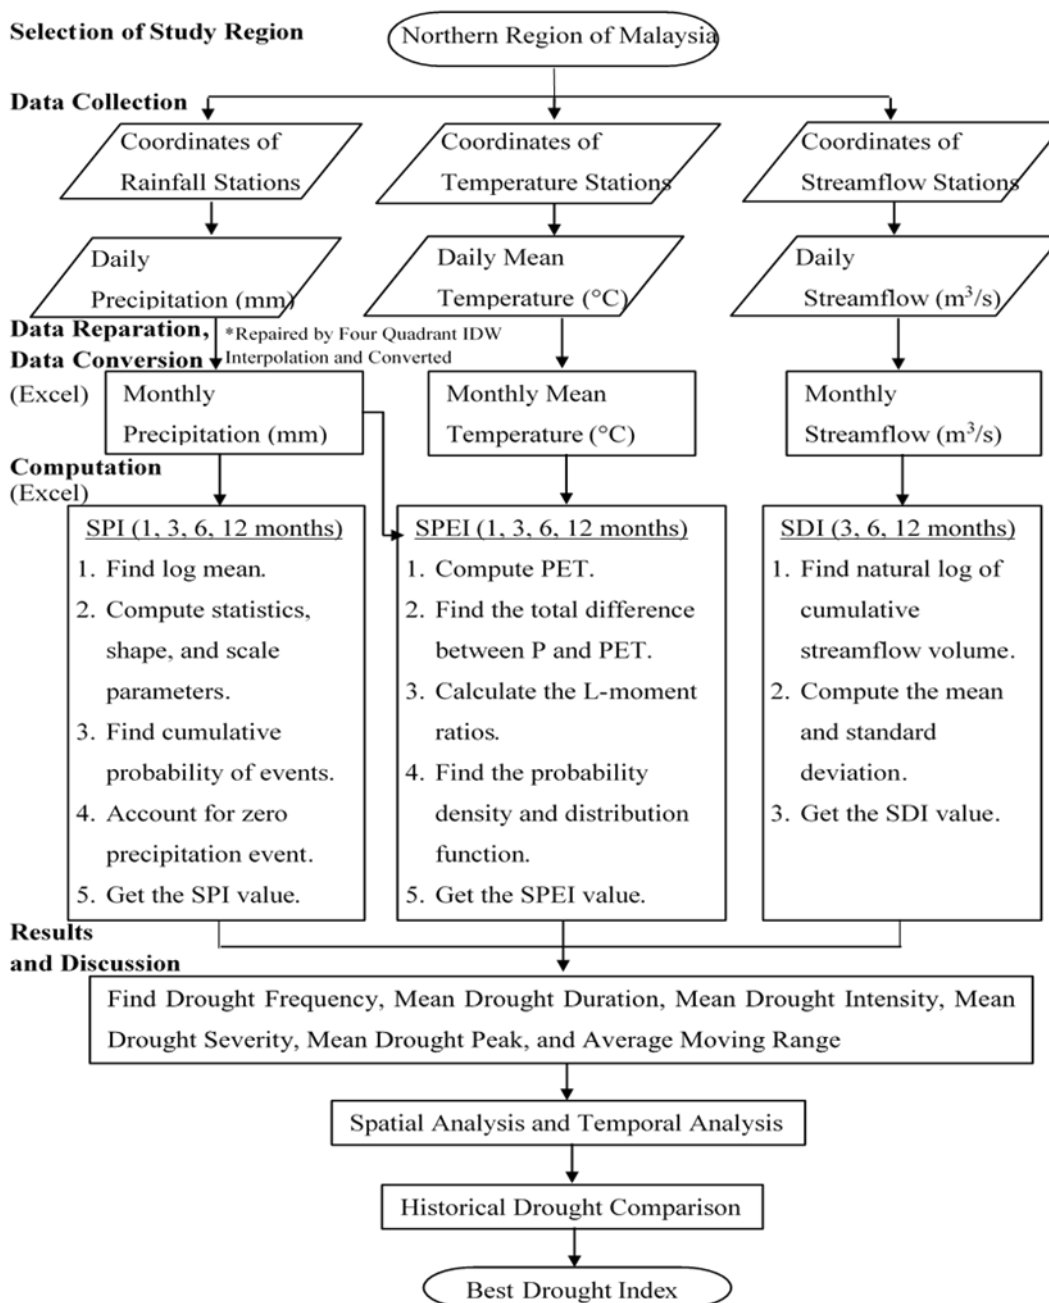 Selection of Study Region
Northern Region of Malaysia
Data Collection
Coordinates of
Rainfall Stations
Coordinates of
Temperature Stations
Coordinates of
Streamflow Stations
Daily
Precipitation (mm)
Daily Mean
Temperature (°C)
Daily
Streamflow (m³/s)
Data Reparation,
Data Conversion
(Excel)
*Repaired by Four Quadrant IDW
Interpolation and Converted
Monthly
Precipitation (mm)
Monthly Mean
Temperature (°C)
Monthly
Streamflow (m³/s)
Computation
(Excel)
SPI (1, 3, 6, 12 months)
1. Find log mean.
2. Compute statistics,
shape, and scale
parameters.
3. Find cumulative
probability of events.
4. Account for zero
precipitation event.
5. Get the SPI value.
SPEI (1, 3, 6, 12 months)
1. Compute PET.
2. Find the total difference
between P and PET.
3. Calculate the L-moment
ratios.
4. Find the probability
density and distribution
function.
5. Get the SPEI value.
SDI (3, 6, 12 months)
1. Find natural log of
cumulative
streamflow volume.
2. Compute the mean
and standard
deviation.
3. Get the SDI value.
Results
and Discussion
Find Drought Frequency, Mean Drought Duration, Mean Drought Intensity, Mean
Drought Severity, Mean Drought Peak, and Average Moving Range
Spatial Analysis and Temporal Analysis
Historical Drought Comparison
Best Drought Index